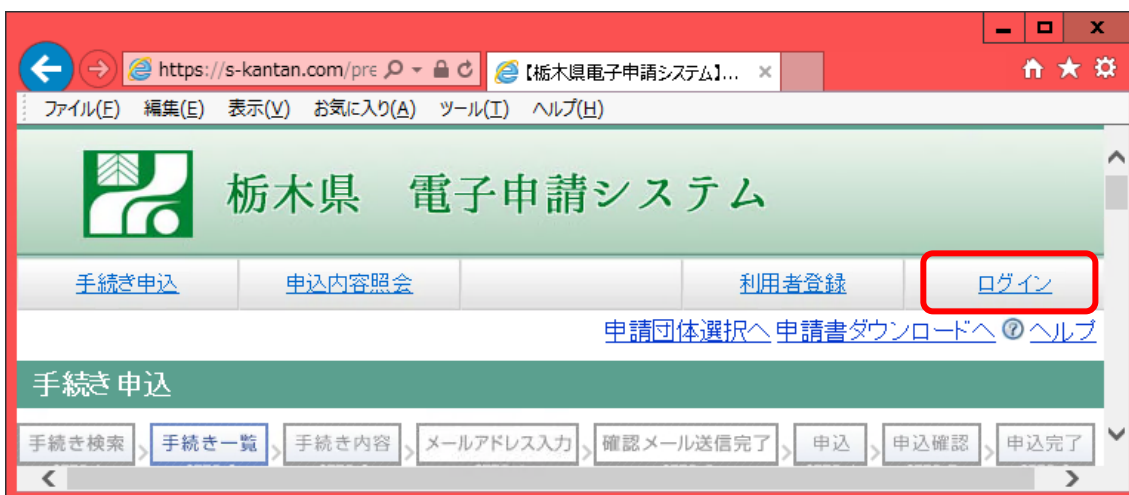 https://s-kantan.com/pre 【栃木県電子申請システム】...
ファイル(F) 編集(E) 表示(V) お気に入り(A) ツール(T) ヘルプ(H)
栃木県 電子申請システム
手続き申込 申込内容照会 利用者登録 ログイン
申請団体選択へ 申請書ダウンロードへ ? ヘルプ
手続き申込
手続き検索 > 手続き一覧 > 手続き内容 > メールアドレス入力 > 確認メール送信完了 > 申込 > 申込確認 > 申込完了